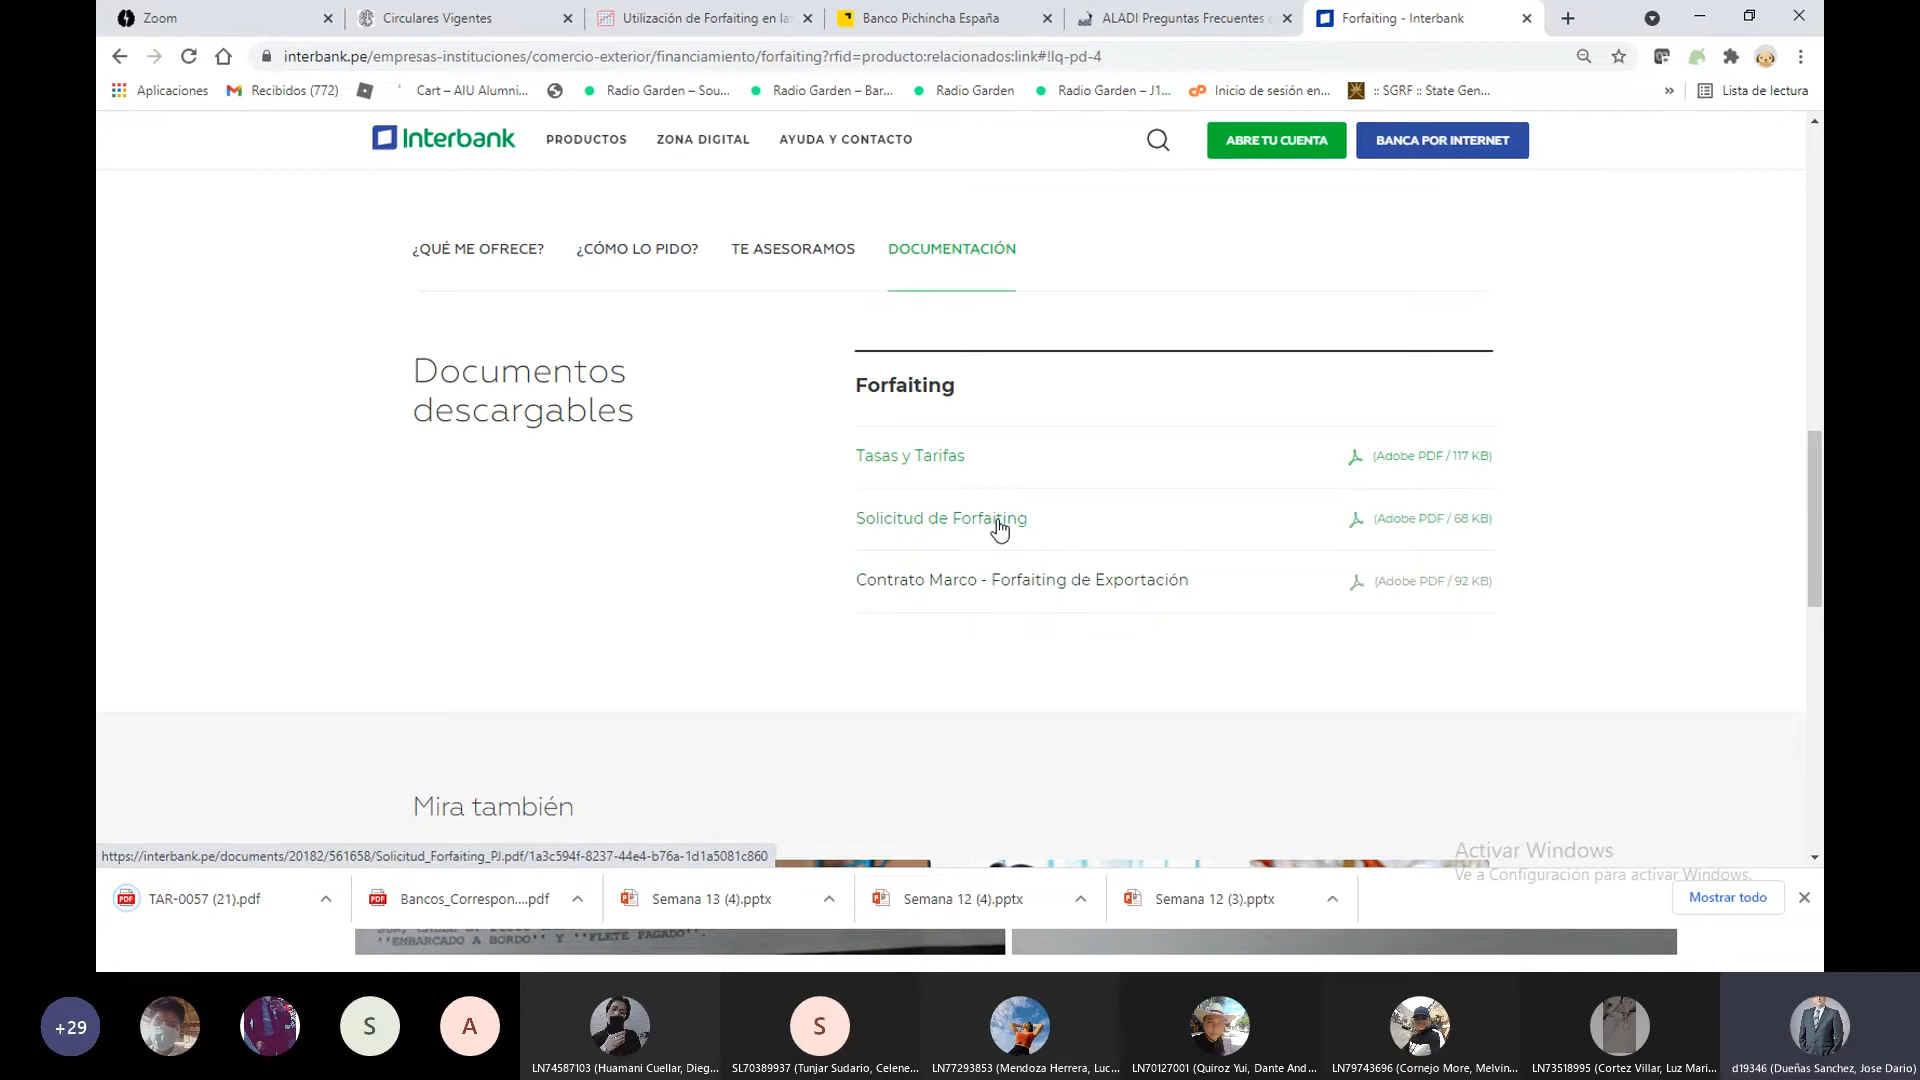 Zoom
Circulares Vigentes
Utilización de Forfaiting en la
Banco Pichincha España
ALADI Preguntas Frecuentes
Forfaiting - Interbank
interbank.pe/empresas-instituciones/comercio-exterior/financiamiento/forfaiting?rfid=producto:relacionados:link#!lq-pd-4
Aplicaciones
Recibidos (772)
Cart – AIU Alumni...
Radio Garden – Sou...
Radio Garden – Bar...
Radio Garden
Radio Garden – J1...
Inicio de sesión en...
:: SGRF :: State Gen...
»
Lista de lectura
Interbank
PRODUCTOS
ZONA DIGITAL
AYUDA Y CONTACTO
ABRE TU CUENTA
BANCA POR INTERNET
¿QUÉ ME OFRECE?
¿CÓMO LO PIDO?
TE ASESORAMOS
DOCUMENTACIÓN
Documentos
descargables
Forfaiting
Tasas y Tarifas
(Adobe PDF / 117 KB)
Solicitud de Forfaiting
(Adobe PDF / 68 KB)
Contrato Marco - Forfaiting de Exportación
(Adobe PDF / 92 KB)
Mira también
https://interbank.pe/documents/20182/561658/Solicitud_Forfaiting_PJ.pdf/1a3c594f-8237-44e4-b76a-1d1a5081c860
Activar Windows
Ve a Configuración para activar Windows.
TAR-0057 (21).pdf
Bancos_Correspon....pdf
Semana 13 (4).pptx
Semana 12 (4).pptx
Semana 12 (3).pptx
Mostrar todo
''EMBARCADO A BORDO'' Y ''FLETE PAGADO''.
+29
S
A
S
LN74587103 (Huamani Cuellar, Dieg...
SL70389937 (Tunjar Sudario, Celene...
LN77293853 (Mendoza Herrera, Luc...
LN70127001 (Quiroz Yui, Dante And...
LN79743696 (Cornejo More, Melvin...
LN73518995 (Cortez Villar, Luz Mari...
d19346 (Dueñas Sanchez, Jose Dario)